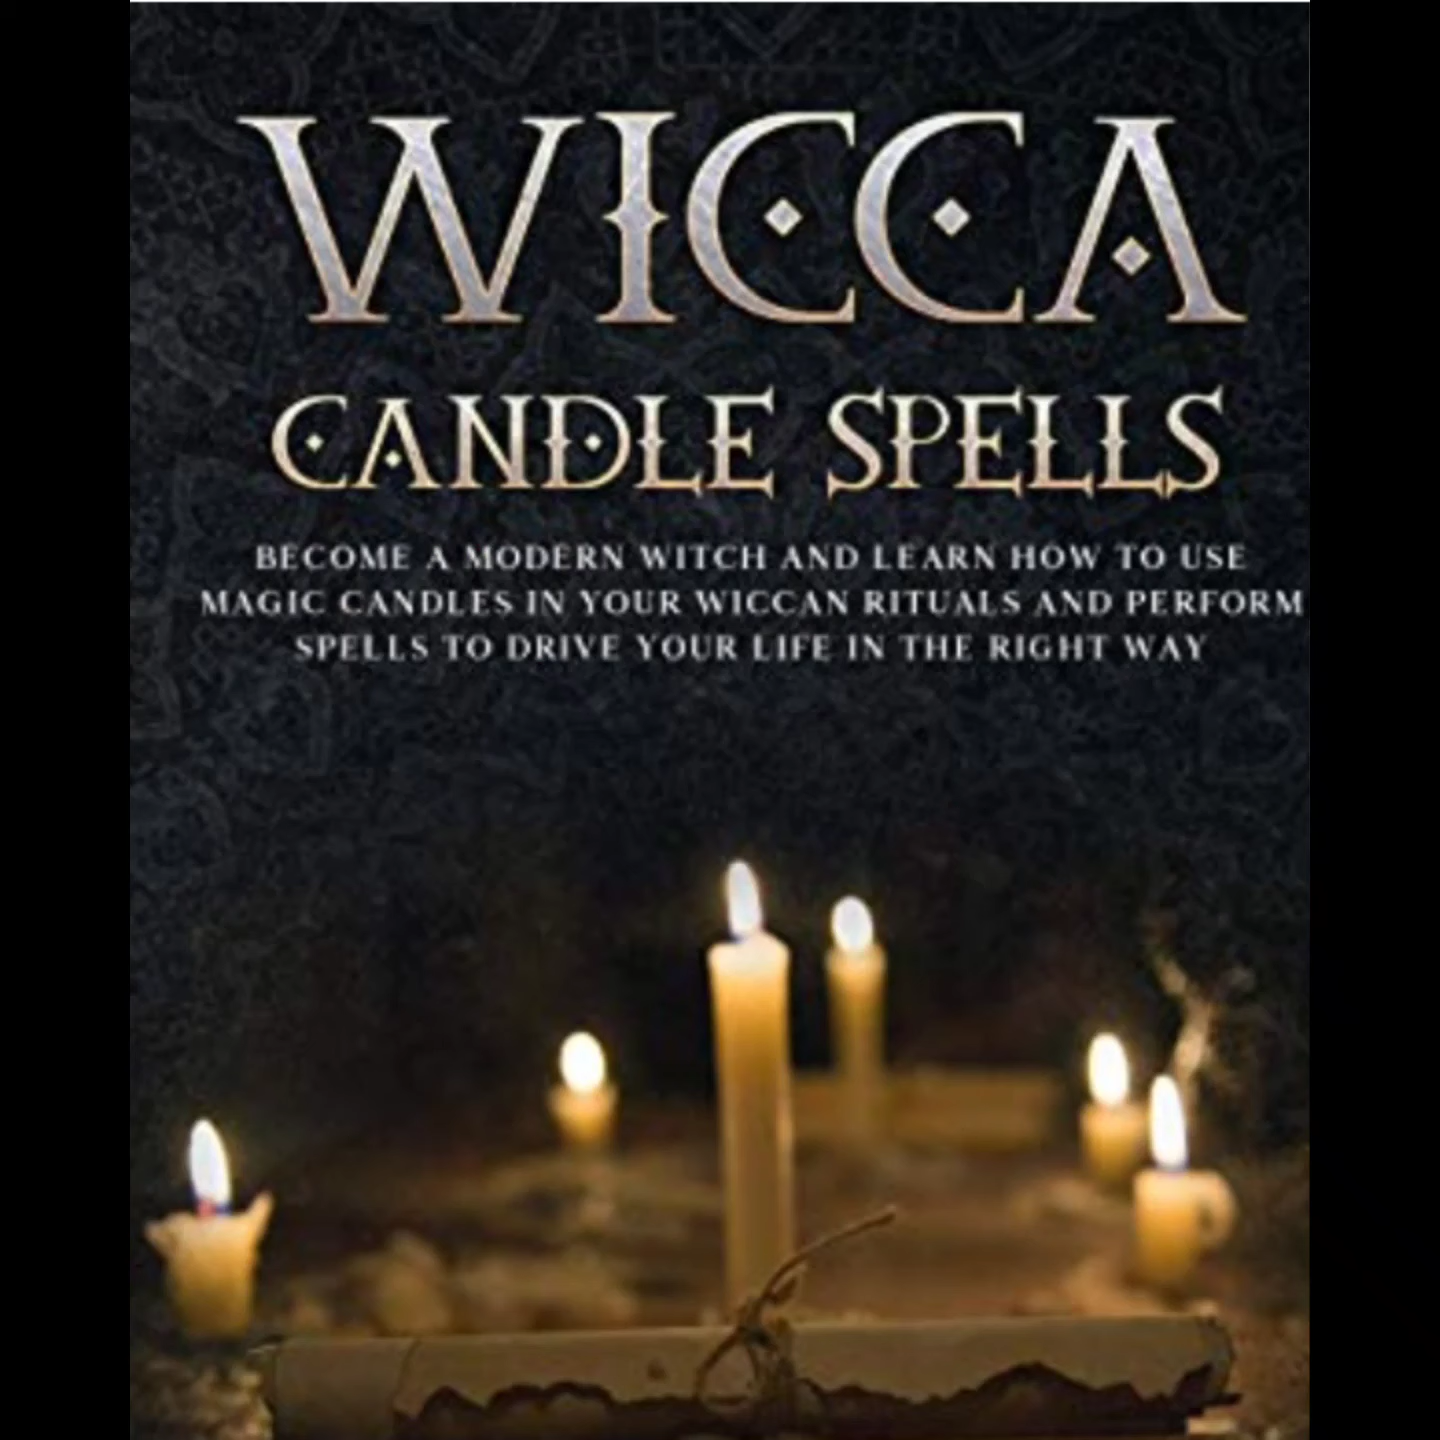 WICCA
CANDLE SPELLS
BECOME A MODERN WITCH AND LEARN HOW TO USE
MAGIC CANDLES IN YOUR WICCAN RITUALS AND PERFORM
SPELLS TO DRIVE YOUR LIFE IN THE RIGHT WAY